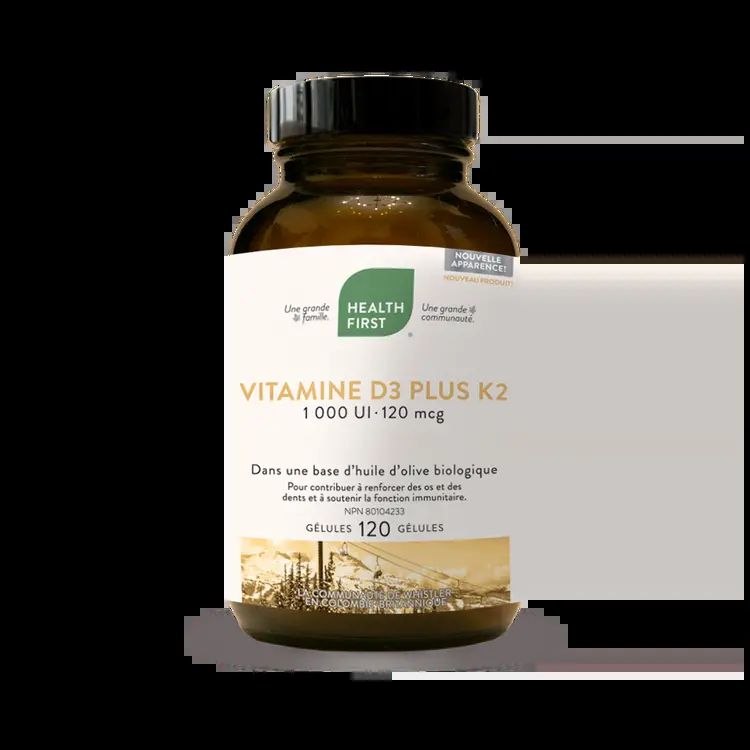 NOUVELLE
APPARENCE!
NOUVEAU PRODUIT!
Une grande
famille.
HEALTH
FIRST
®
Une grande
communauté.
VITAMINE D3 PLUS K2
1 000 UI · 120 mcg
Dans une base d'huile d'olive biologique
Pour contribuer à renforcer des os et des
dents et à soutenir la fonction immunitaire.
NPN 80104233
GÉLULES 120 GÉLULES
LA COMMUNAUTÉ DE WHISTLER
EN COLOMBIE-BRITANNIQUE